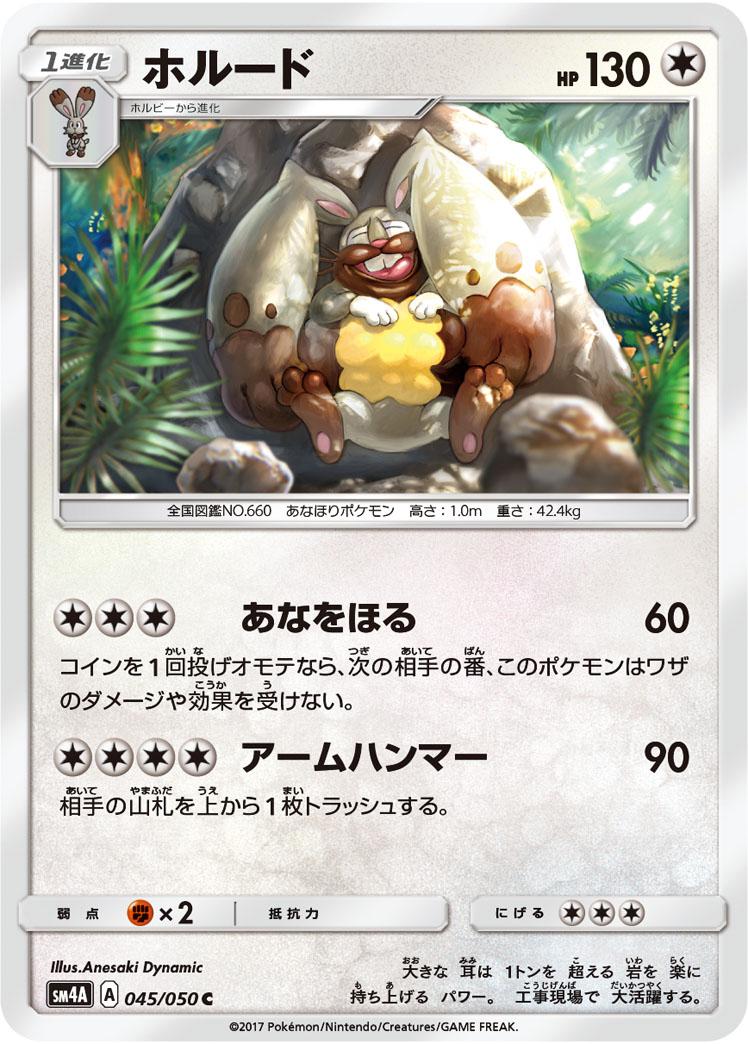 1進化 ホルード HP 130
ホルビーから進化
全国図鑑NO.660 あなほりポケモン 高さ：1.0m 重さ：42.4kg
あなをほる 60
コインを1回投げオモテなら、次の相手の番、このポケモンはワザ
のダメージや効果を受けない。
アームハンマー 90
相手の山札を上から1枚トラッシュする。
弱点 ×2 抵抗力 にげる
Illus.Anesaki Dynamic
大きな 耳は 1トンを 超える 岩を 楽に
持ち上げる パワー。 工事現場で 大活躍する。
SM4A A 045/050 C
©2017 Pokémon/Nintendo/Creatures/GAME FREAK.